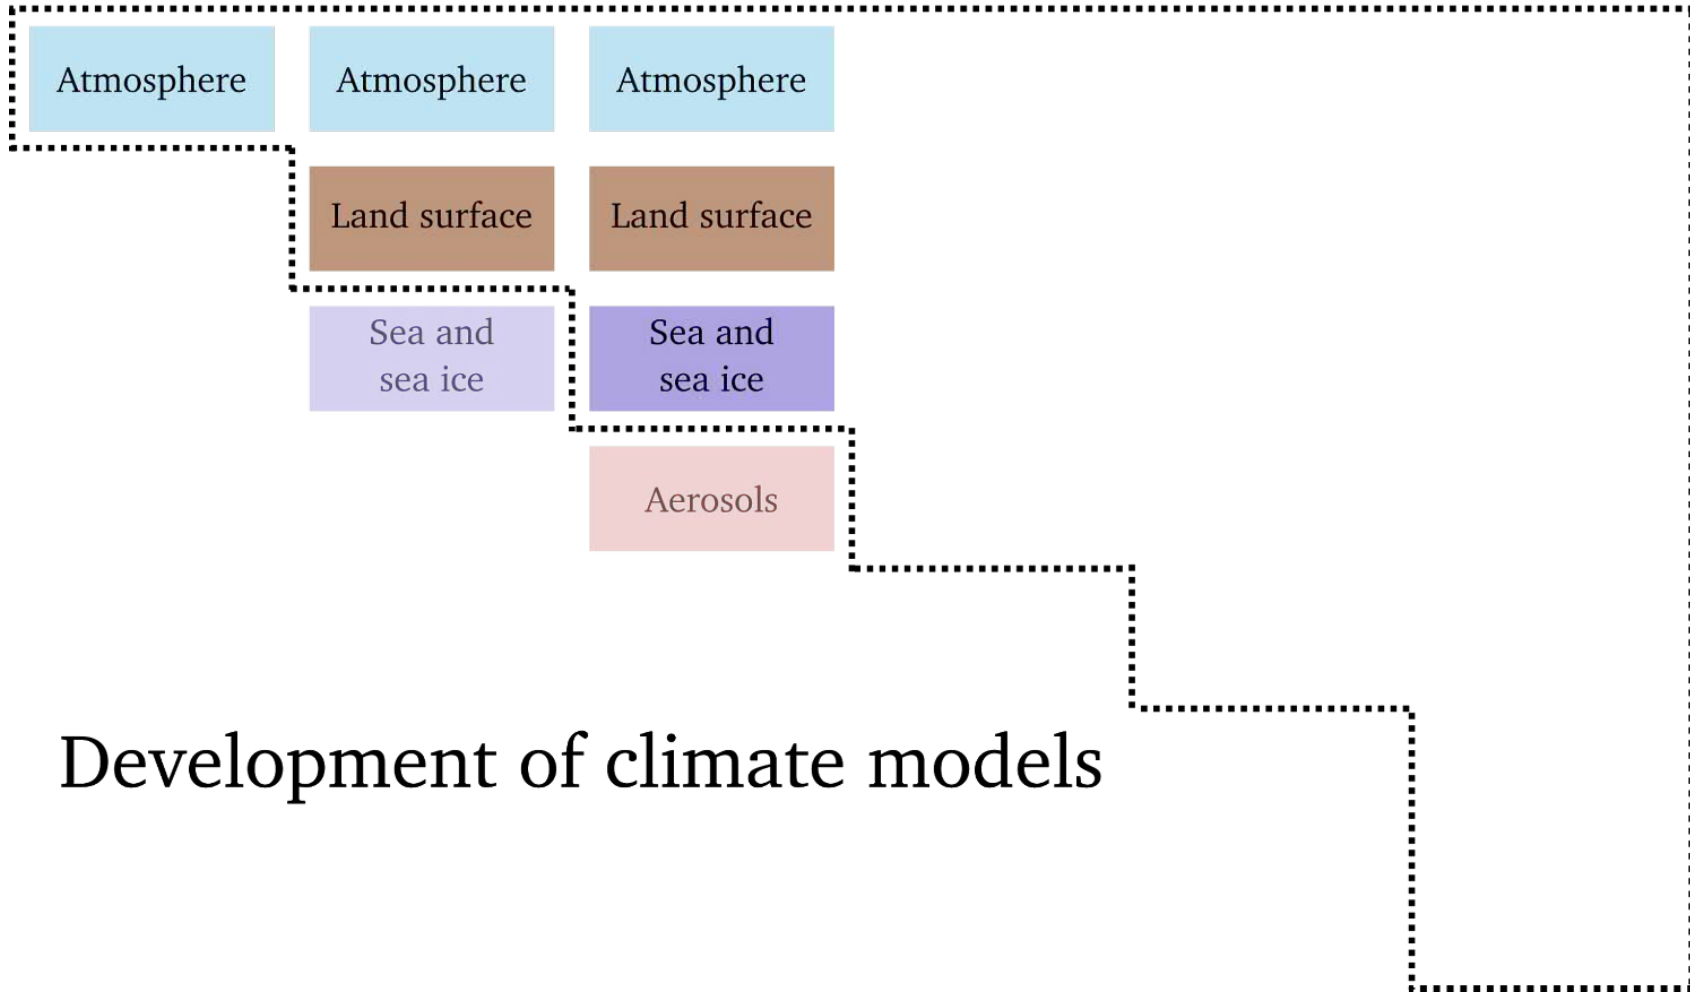 Atmosphere
Atmosphere
Atmosphere
Land surface
Land surface
Sea and
sea ice
Sea and
sea ice
Aerosols
Development of climate models